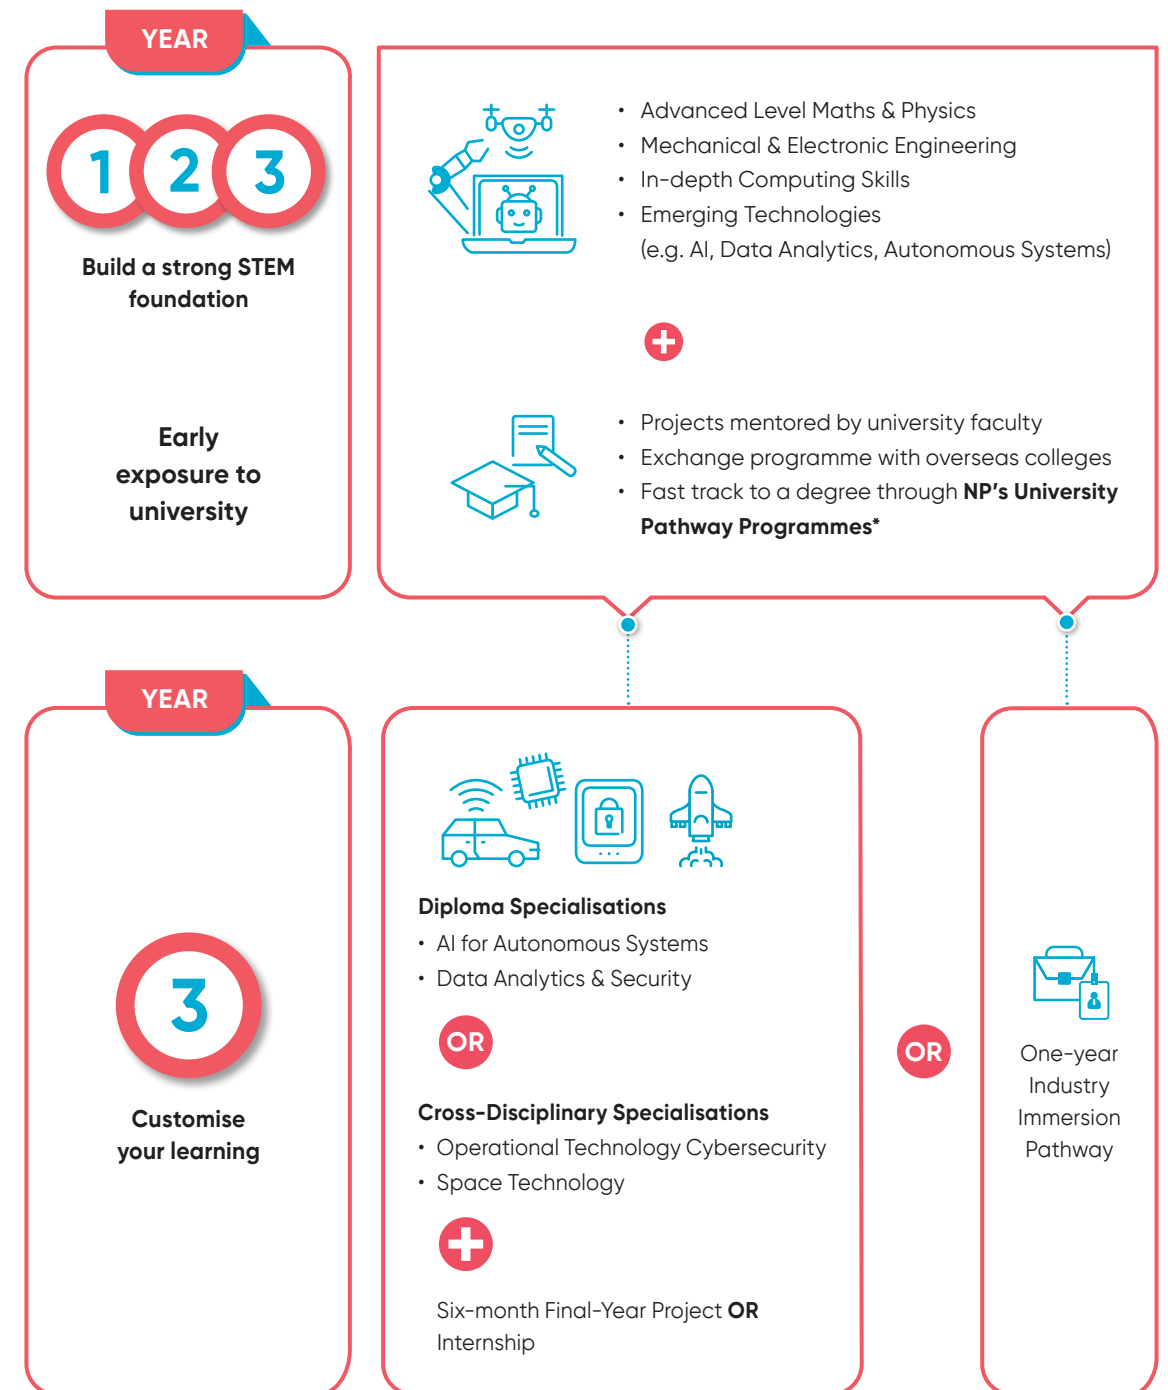 YEAR
1 2 3
Build a strong STEM
foundation
Early
exposure to
university
• Advanced Level Maths & Physics
• Mechanical & Electronic Engineering
• In-depth Computing Skills
• Emerging Technologies
(e.g. AI, Data Analytics, Autonomous Systems)
• Projects mentored by university faculty
• Exchange programme with overseas colleges
• Fast track to a degree through NP's University
Pathway Programmes*
YEAR
3
Customise
your learning
Diploma Specialisations
• AI for Autonomous Systems
• Data Analytics & Security
OR
Cross-Disciplinary Specialisations
• Operational Technology Cybersecurity
• Space Technology
Six-month Final-Year Project OR
Internship
OR
One-year
Industry
Immersion
Pathway